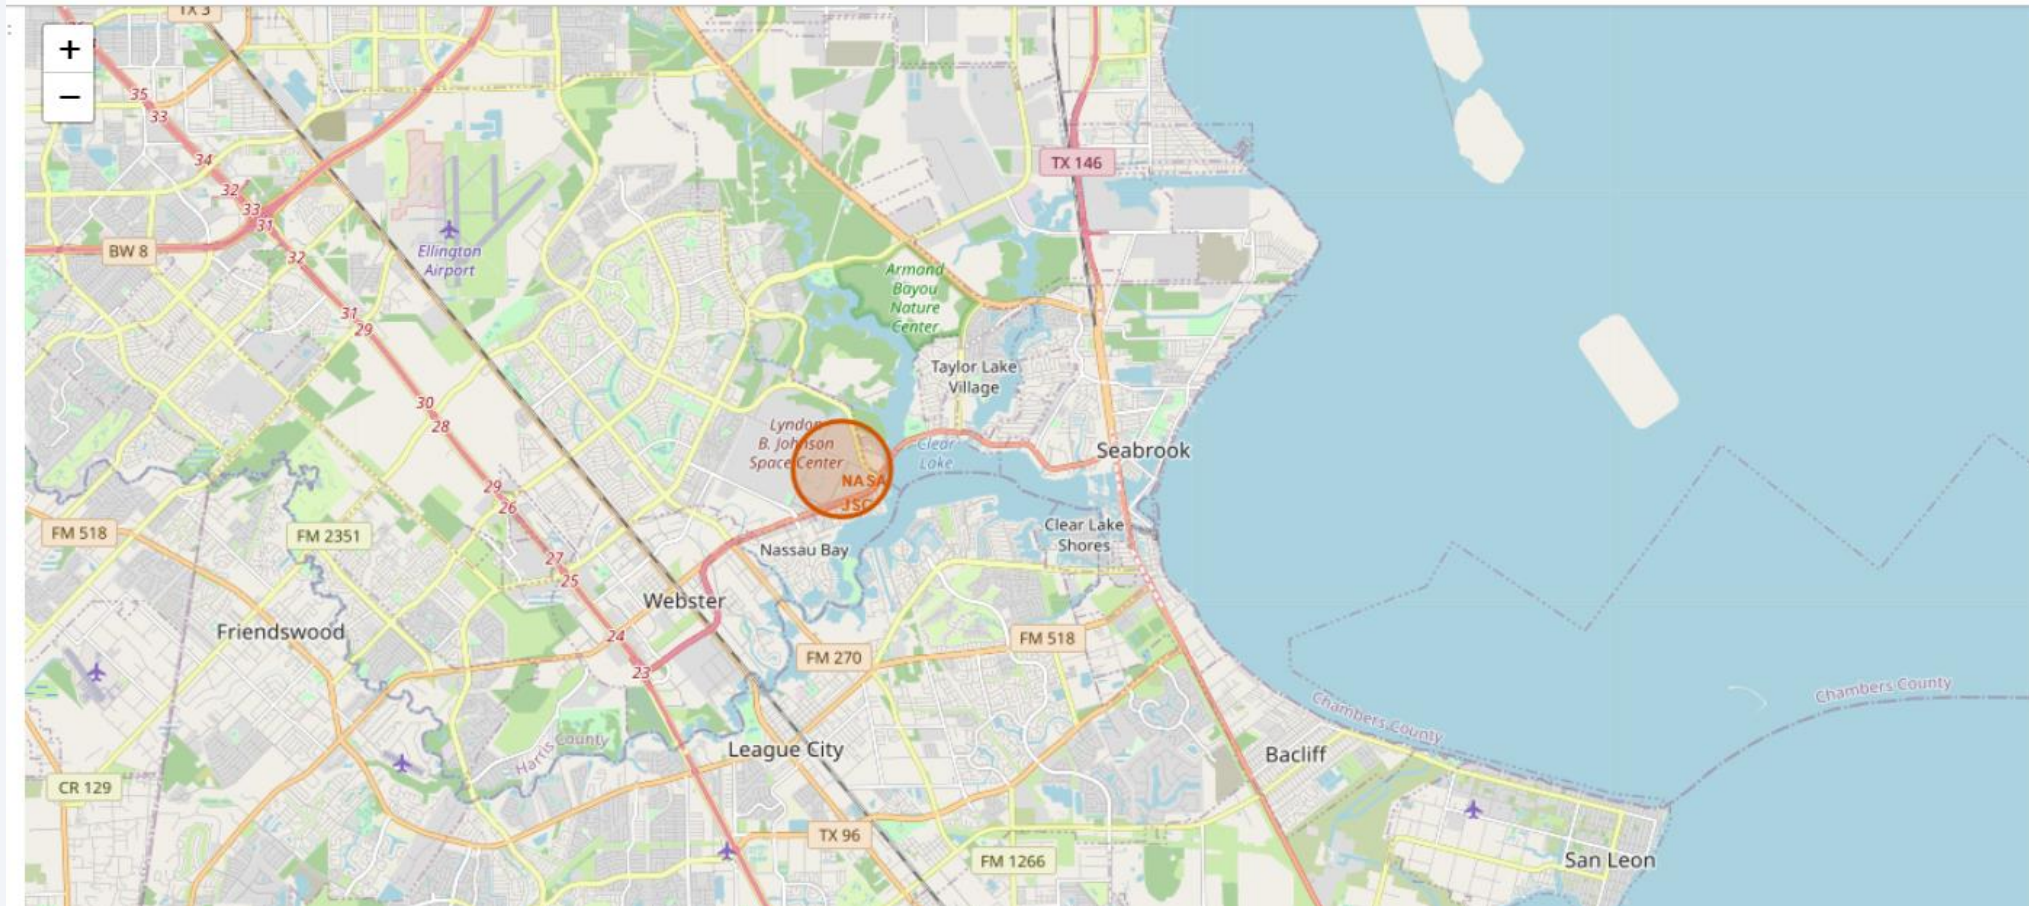 TX 3
+
−
35
33
34
32
33
31
32
BW 8
Ellington
Airport
31
29
30
28
29
26
27
25
24
23
TX 146
Armand
Bayou
Nature
Center
Taylor Lake
Village
Lyndon
B. Johnson
Space Center
NASA
JSC
Clear
Lake
Seabrook
Clear Lake
Shores
Nassau Bay
FM 518
FM 2351
Webster
Friendswood
FM 270
FM 518
Harris County
League City
CR 129
TX 96
FM 1266
Bacliff
San Leon
Chambers County
Chambers County